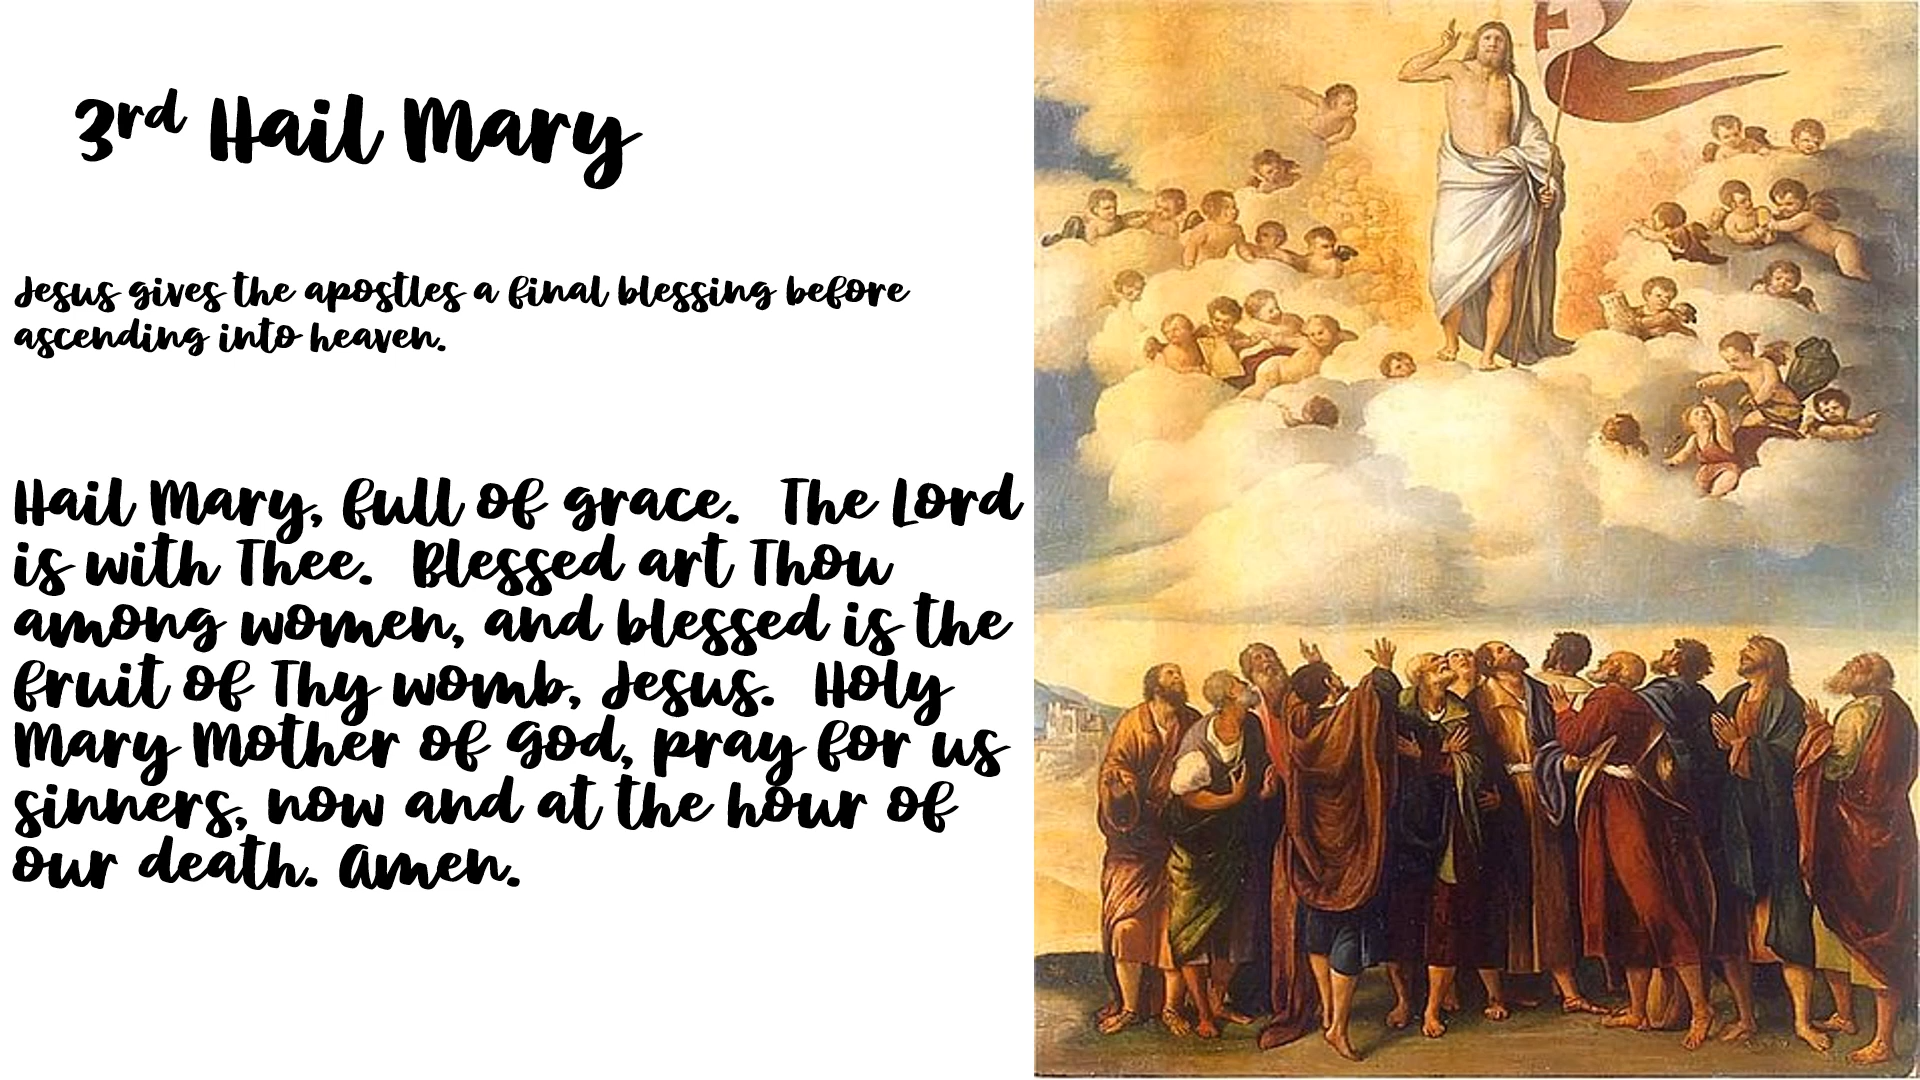 3rd Hail Mary
Jesus gives the apostles a final blessing before
ascending into heaven.
Hail Mary, full of grace.  The Lord
is with Thee.  Blessed art Thou
among women, and blessed is the
fruit of Thy womb, Jesus.  Holy
Mary Mother of God, pray for us
sinners, now and at the hour of
our death. Amen.